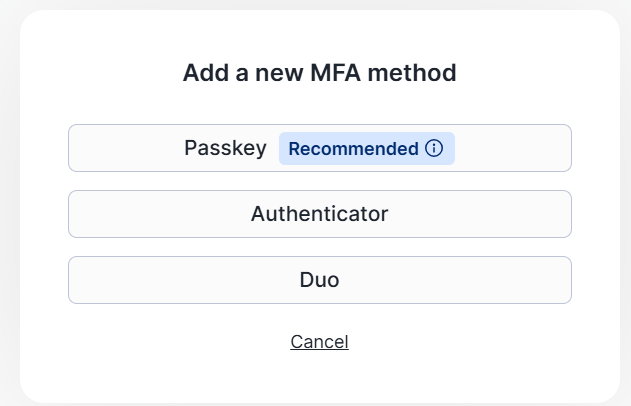 Add a new MFA method
Passkey Recommended
Authenticator
Duo
Cancel